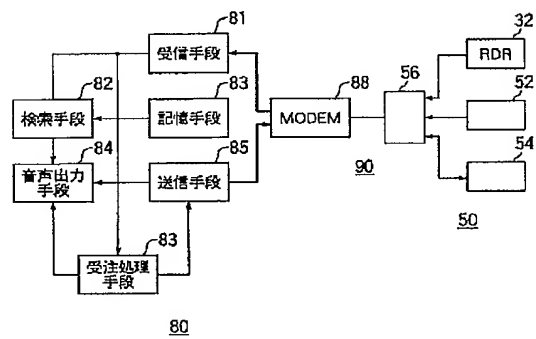 81
受信手段
82
検索手段
83
記憶手段
84
音声出力
手段
85
送信手段
83
受注処理
手段
80
88
MODEM
90
56
32
RDR
52
54
50